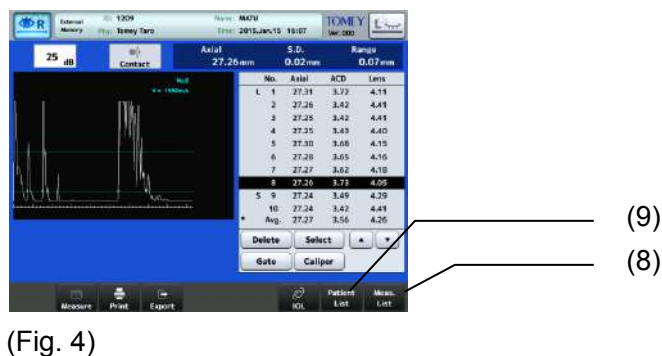 R External Memory ID: 1209 Name: MATU TOMEY
Phy: Tomey Taro Time: 2015.Jan.15 16:07 Ver. 000
25 dB Contact Axial 27.26mm S.D. 0.02mm Range 0.07mm
No. Axial ACD Lens
L 1 27.31 3.72 4.11
2 27.26 3.42 4.41
3 27.25 3.42 4.41
4 27.25 3.43 4.40
5 27.30 3.68 4.15
6 27.28 3.65 4.16
7 27.27 3.62 4.18
8 27.26 3.73 4.05
S 9 27.24 3.49 4.29
10 27.24 3.42 4.41
* Avg. 27.27 3.56 4.26
Delete Select ▲ ▼
Gate Caliper
Measure Print Export IOL Patient List Meas. List
(9)
(8)
(Fig. 4)